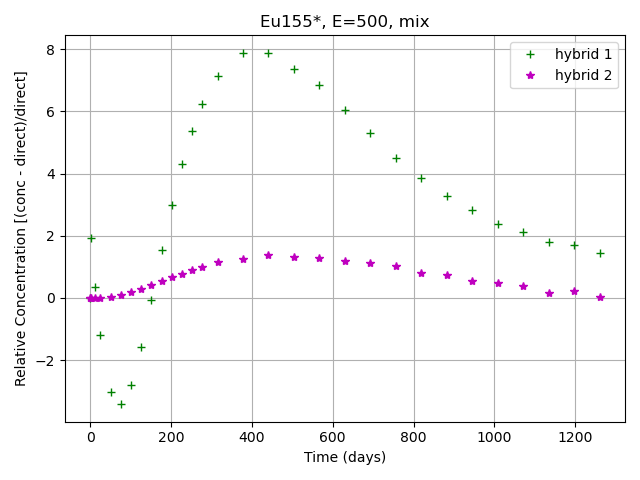 Eu155*, E=500, mix
hybrid 1
hybrid 2
8
6
4
2
0
−2
Relative Concentration [(conc - direct)/direct]
0 200 400 600 800 1000 1200
Time (days)